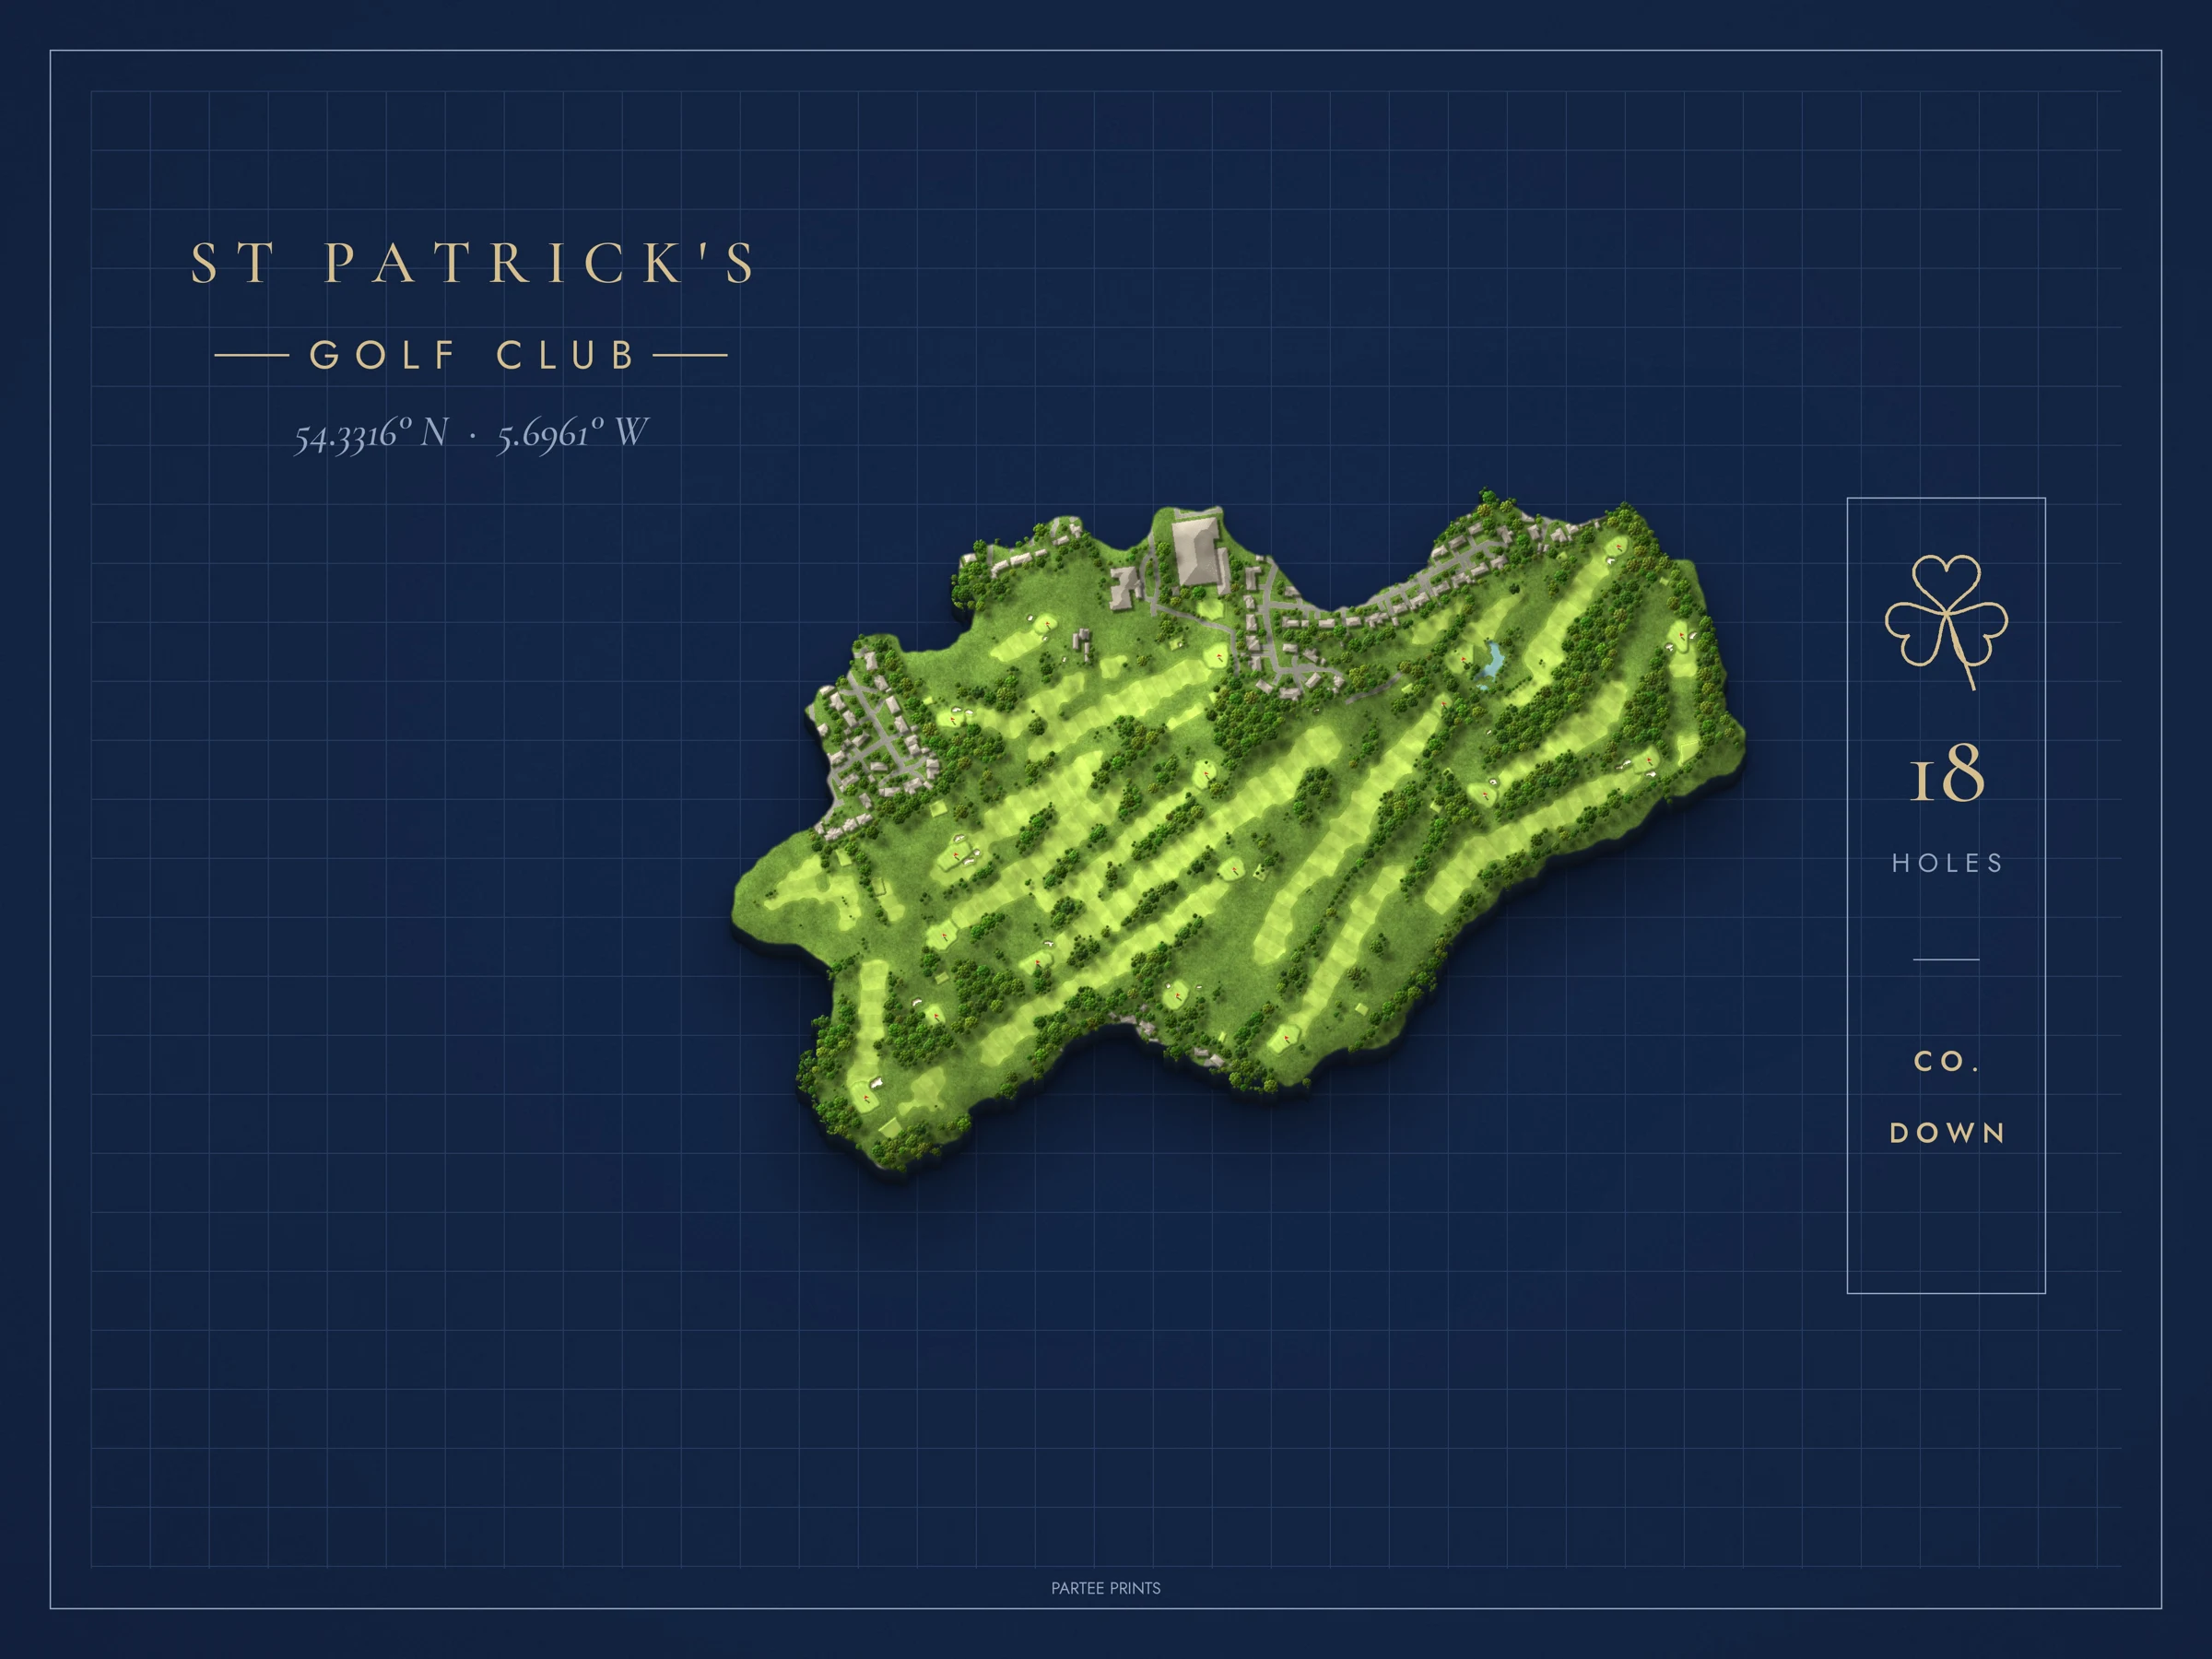 ST PATRICK'S
GOLF CLUB
54.3316° N · 5.6961° W
18
HOLES
CO.
DOWN
PARTEE PRINTS